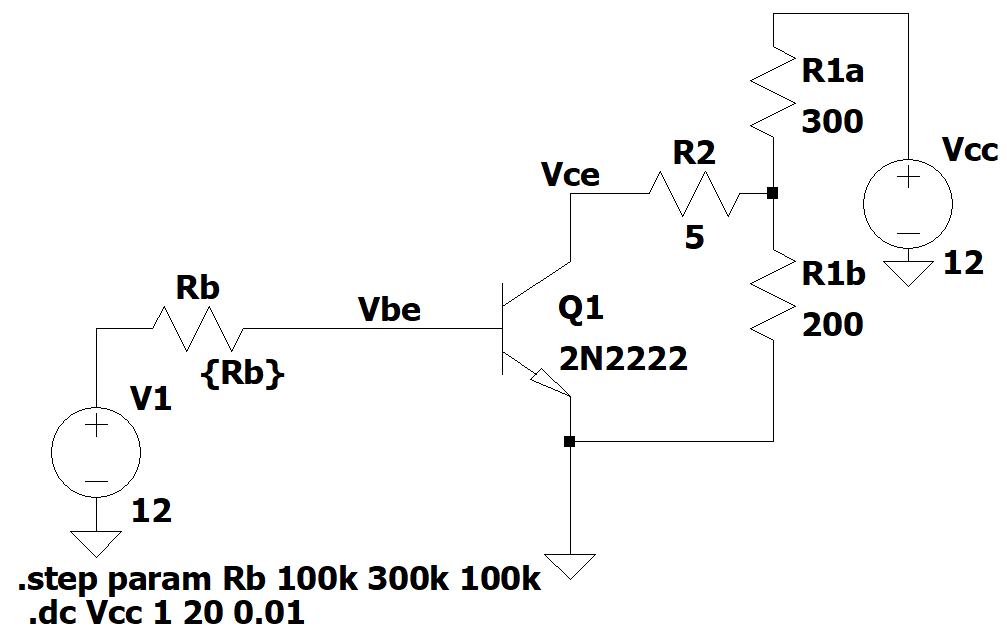 R1a
300
Vcc
12
R2
5
Vce
R1b
200
Rb
{Rb}
Vbe
Q1
2N2222
V1
12
.step param Rb 100k 300k 100k
.dc Vcc 1 20 0.01